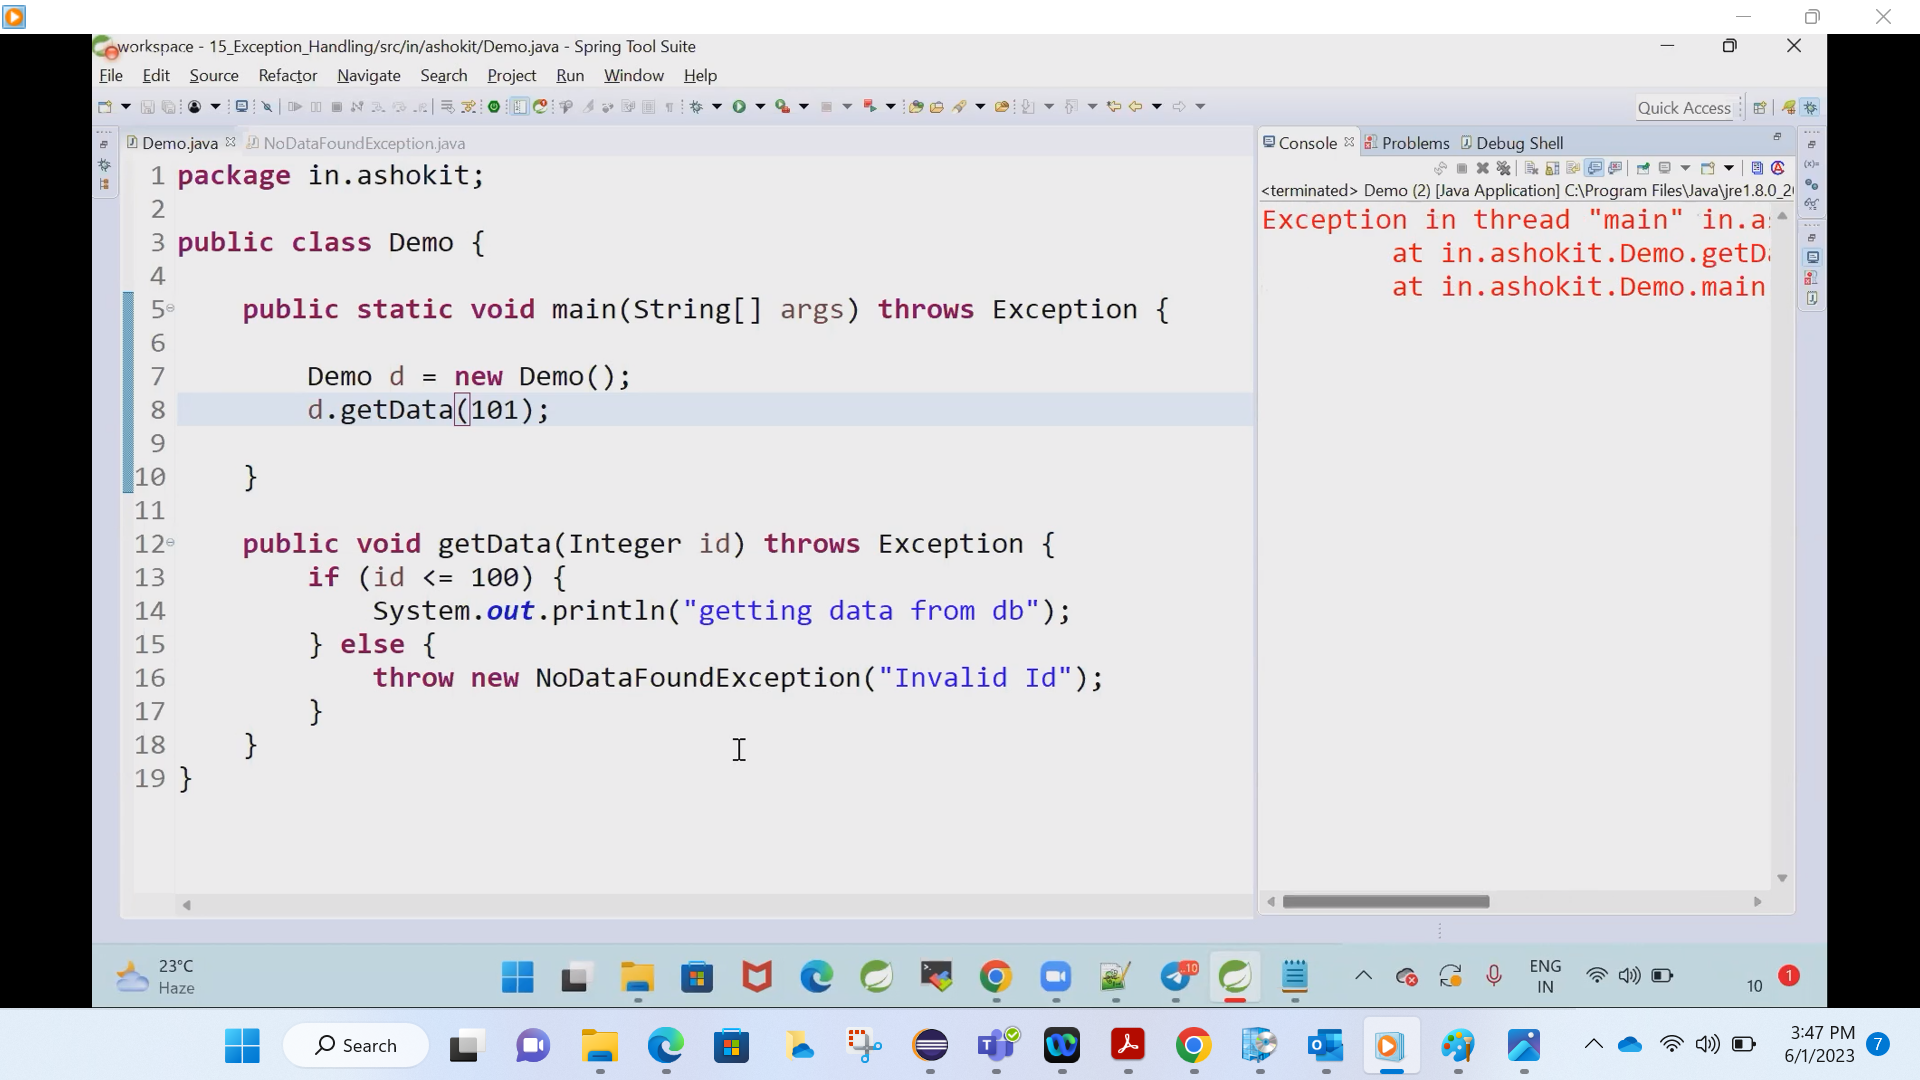 workspace - 15_Exception_Handling/src/in/ashokit/Demo.java - Spring Tool Suite
File Edit Source Refactor Navigate Search Project Run Window Help
Quick Access
Demo.java NoDataFoundException.java
1 package in.ashokit;
2
3 public class Demo {
4
5 public static void main(String[] args) throws Exception {
6
7 Demo d = new Demo();
8 d.getData(101);
9
10 }
11
12 public void getData(Integer id) throws Exception {
13 if (id <= 100) {
14 System.out.println("getting data from db");
15 } else {
16 throw new NoDataFoundException("Invalid Id");
17 }
18 }
19 }
Console Problems Debug Shell
<terminated> Demo (2) [Java Application] C:\Program Files\Java\jre1.8.0_2
Exception in thread "main" in.a
at in.ashokit.Demo.getD
at in.ashokit.Demo.main
23°C
Haze
10
ENG
IN
10
1
Search
3:47 PM
6/1/2023
7